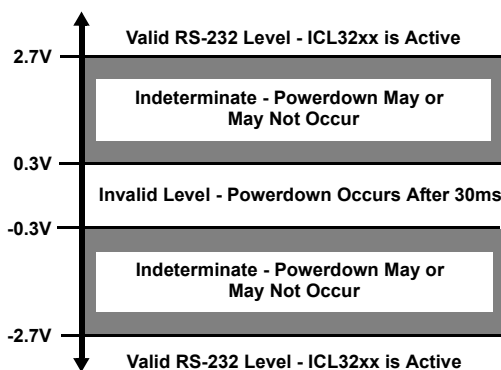 Valid RS-232 Level - ICL32xx is Active
2.7V
Indeterminate - Powerdown May or
May Not Occur
0.3V
Invalid Level - Powerdown Occurs After 30ms
-0.3V
Indeterminate - Powerdown May or
May Not Occur
-2.7V
Valid RS-232 Level - ICL32xx is Active